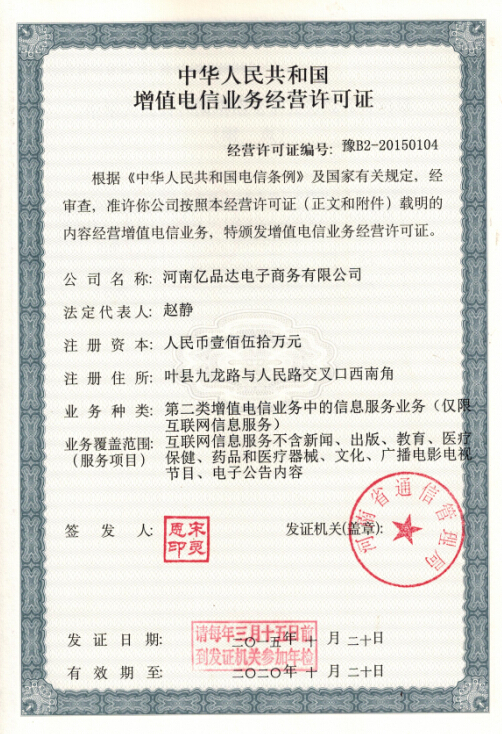 中华人民共和国
增值电信业务经营许可证
经营许可证编号: 豫B2-20150104
根据《中华人民共和国电信条例》及国家有关规定，经
审查，准许你公司按照本经营许可证（正文和附件）载明的
内容经营增值电信业务，特颁发增值电信业务经营许可证。
公司名称: 河南亿品达电子商务有限公司
法定代表人: 赵静
注册资本: 人民币壹佰伍拾万元
注册住所: 叶县九龙路与人民路交叉口西南角
业务种类: 第二类增值电信业务中的信息服务业务（仅限
互联网信息服务）
业务覆盖范围: 互联网信息服务不含新闻、出版、教育、医疗
（服务项目）保健、药品和医疗器械、文化、广播电影电视
节目、电子公告内容
签发人: 宋灵恩印
发证机关(盖章):
河南省通信管理局
请每年三月十五日前
到发证机关参加年检
发证日期: 二〇一五年十月二十日
有效期至: 二〇二〇年十月二十日